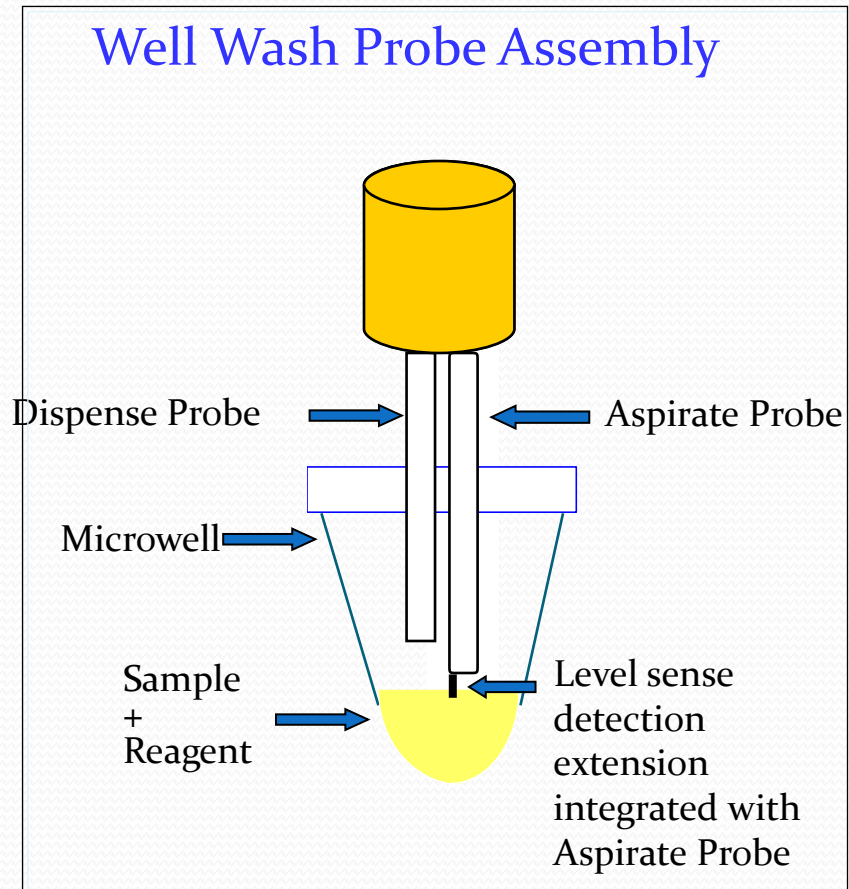 Well Wash Probe Assembly
Dispense Probe
Aspirate Probe
Microwell
Sample
+
Reagent
Level sense
detection
extension
integrated with
Aspirate Probe